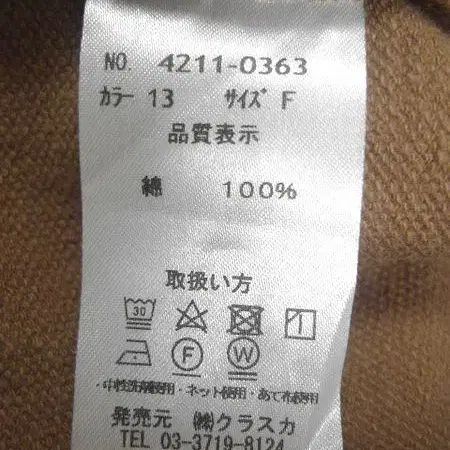 NO. 4211-0363
カラー 13 サイズ F
品質表示
綿 100%
取扱い方
30
F W
・中性洗剤使用・ネット使用・あて布使用
発売元 ㈱クラスカ
TEL 03-3719-8124